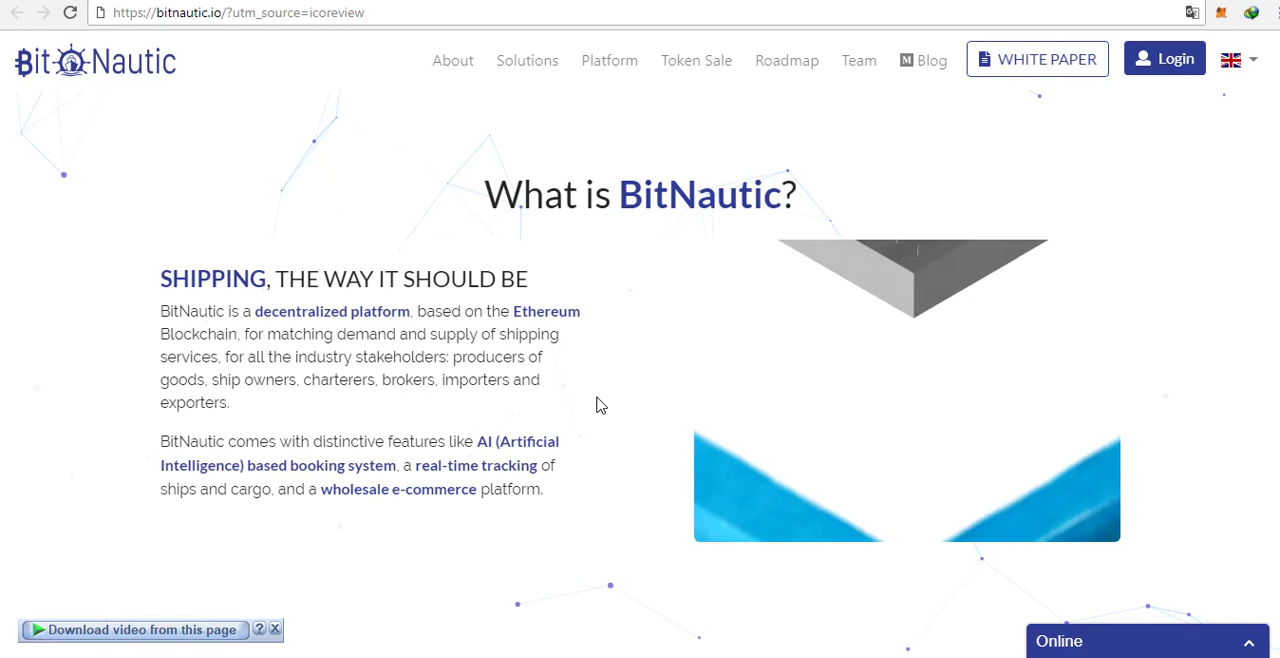 https://bitnautic.io/?utm_source=icoreview
BitNautic
About Solutions Platform Token Sale Roadmap Team M Blog WHITE PAPER Login
What is BitNautic?
SHIPPING, THE WAY IT SHOULD BE
BitNautic is a decentralized platform, based on the Ethereum
Blockchain, for matching demand and supply of shipping
services, for all the industry stakeholders: producers of
goods, ship owners, charterers, brokers, importers and
exporters.
BitNautic comes with distinctive features like AI (Artificial
Intelligence) based booking system, a real-time tracking of
ships and cargo, and a wholesale e-commerce platform.
Download video from this page ? X
Online